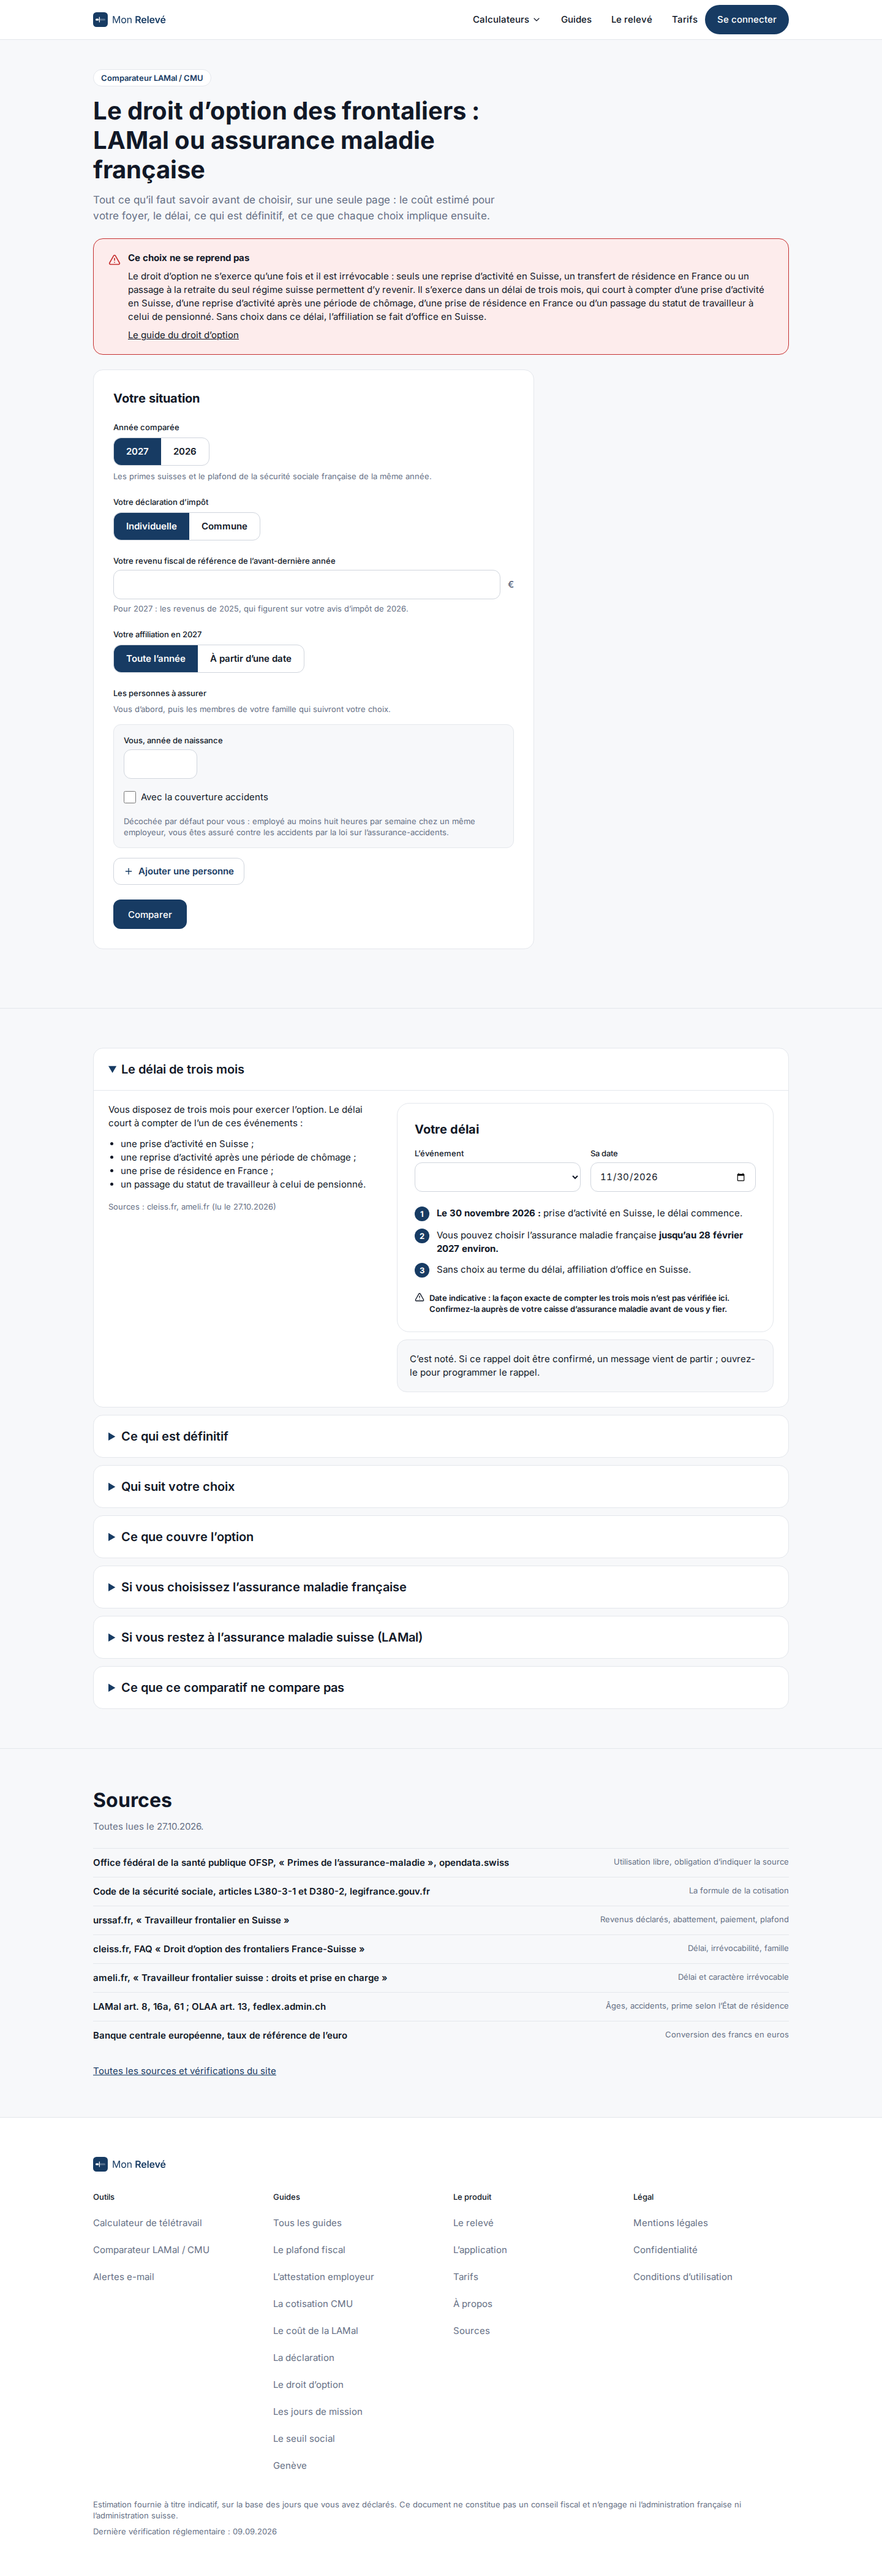 Mon Relevé
Calculateurs
Guides
Le relevé
Tarifs
Se connecter
Comparateur LAMal / CMU
Le droit d’option des frontaliers :
LAMal ou assurance maladie
française
Tout ce qu’il faut savoir avant de choisir, sur une seule page : le coût estimé pour
votre foyer, le délai, ce qui est définitif, et ce que chaque choix implique ensuite.
Ce choix ne se reprend pas
Le droit d’option ne s’exerce qu’une fois et il est irrévocable : seuls une reprise d’activité en Suisse, un transfert de résidence en France ou un
passage à la retraite du seul régime suisse permettent d’y revenir. Il s’exerce dans un délai de trois mois, qui court à compter d’une prise d’activité
en Suisse, d’une reprise d’activité après une période de chômage, d’une prise de résidence en France ou d’un passage du statut de travailleur à
celui de pensionné. Sans choix dans ce délai, l’affiliation se fait d’office en Suisse.
Le guide du droit d’option
Votre situation
Année comparée
2027
2026
Les primes suisses et le plafond de la sécurité sociale française de la même année.
Votre déclaration d’impôt
Individuelle
Commune
Votre revenu fiscal de référence de l’avant-dernière année
€
Pour 2027 : les revenus de 2025, qui figurent sur votre avis d’impôt de 2026.
Votre affiliation en 2027
Toute l’année
À partir d’une date
Les personnes à assurer
Vous d’abord, puis les membres de votre famille qui suivront votre choix.
Vous, année de naissance
Avec la couverture accidents
Décochée par défaut pour vous : employé au moins huit heures par semaine chez un même
employeur, vous êtes assuré contre les accidents par la loi sur l’assurance-accidents.
Ajouter une personne
Comparer
Le délai de trois mois
Vous disposez de trois mois pour exercer l’option. Le délai
court à compter de l’un de ces événements :
• une prise d’activité en Suisse ;
• une reprise d’activité après une période de chômage ;
• une prise de résidence en France ;
• un passage du statut de travailleur à celui de pensionné.
Sources : cleiss.fr, ameli.fr (lu le 27.10.2026)
Votre délai
L’événement
Sa date
11/30/2026
1 Le 30 novembre 2026 : prise d’activité en Suisse, le délai commence.
2 Vous pouvez choisir l’assurance maladie française jusqu’au 28 février
2027 environ.
3 Sans choix au terme du délai, affiliation d’office en Suisse.
Date indicative : la façon exacte de compter les trois mois n’est pas vérifiée ici.
Confirmez-la auprès de votre caisse d’assurance maladie avant de vous y fier.
C’est noté. Si ce rappel doit être confirmé, un message vient de partir ; ouvrez-
le pour programmer le rappel.
Ce qui est définitif
Qui suit votre choix
Ce que couvre l’option
Si vous choisissez l’assurance maladie française
Si vous restez à l’assurance maladie suisse (LAMal)
Ce que ce comparatif ne compare pas
Sources
Toutes lues le 27.10.2026.
Office fédéral de la santé publique OFSP, « Primes de l’assurance-maladie », opendata.swiss
Utilisation libre, obligation d’indiquer la source
Code de la sécurité sociale, articles L380-3-1 et D380-2, legifrance.gouv.fr
La formule de la cotisation
urssaf.fr, « Travailleur frontalier en Suisse »
Revenus déclarés, abattement, paiement, plafond
cleiss.fr, FAQ « Droit d’option des frontaliers France-Suisse »
Délai, irrévocabilité, famille
ameli.fr, « Travailleur frontalier suisse : droits et prise en charge »
Délai et caractère irrévocable
LAMal art. 8, 16a, 61 ; OLAA art. 13, fedlex.admin.ch
Âges, accidents, prime selon l’État de résidence
Banque centrale européenne, taux de référence de l’euro
Conversion des francs en euros
Toutes les sources et vérifications du site
Mon Relevé
Outils
Calculateur de télétravail
Comparateur LAMal / CMU
Alertes e-mail
Guides
Tous les guides
Le plafond fiscal
L’attestation employeur
La cotisation CMU
Le coût de la LAMal
La déclaration
Le droit d’option
Les jours de mission
Le seuil social
Genève
Le produit
Le relevé
L’application
Tarifs
À propos
Sources
Légal
Mentions légales
Confidentialité
Conditions d’utilisation
Estimation fournie à titre indicatif, sur la base des jours que vous avez déclarés. Ce document ne constitue pas un conseil fiscal et n’engage ni l’administration française ni
l’administration suisse.
Dernière vérification réglementaire : 09.09.2026